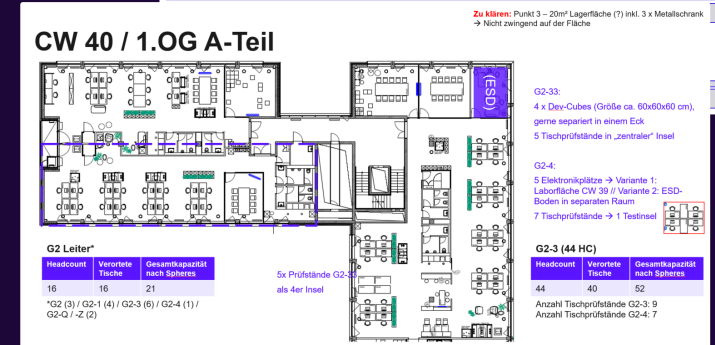 Zu klären: Punkt 3 – 20m² Lagerfläche (?) inkl. 3 x Metallschrank
→ Nicht zwingend auf der Fläche
CW 40 / 1.OG A-Teil
(ESD)
G2-33:
4 x Dev-Cubes (Größe ca. 60x60x60 cm),
gerne separiert in einem Eck
5 Tischprüfstände in „zentraler“ Insel
G2-4:
5 Elektronikplätze → Variante 1:
Laborfläche CW 39 // Variante 2: ESD-
Boden in separaten Raum
7 Tischprüfstände → 1 Testinsel
G2 Leiter*
Headcount Verortete Tische Gesamtkapazität nach Spheres
16 16 21
*G2 (3) / G2-1 (4) / G2-3 (6) / G2-4 (1) /
G2-Q / -Z (2)
5x Prüfstände G2-33
als 4er Insel
G2-3 (44 HC)
Headcount Verortete Tische Gesamtkapazität nach Spheres
44 40 52
Anzahl Tischprüfstände G2-3: 9
Anzahl Tischprüfstände G2-4: 7